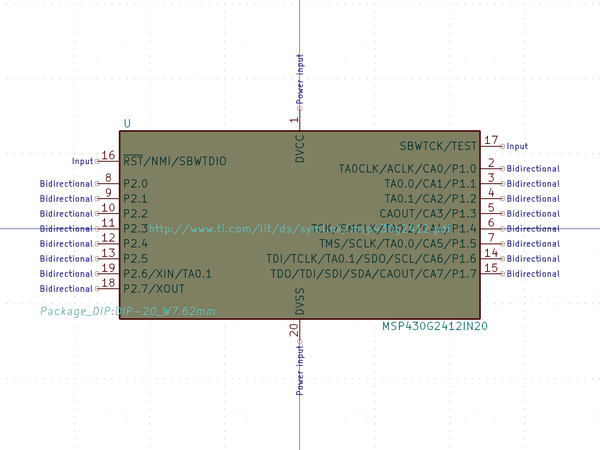 Power input
1
DVCC
U
17
SBWTCK/TEST
Input
16
Input
RST/NMI/SBWTDIO
2
TA0CLK/ACLK/CA0/P1.0
Bidirectional
8
Bidirectional
P2.0
3
TA0.0/CA1/P1.1
Bidirectional
9
Bidirectional
P2.1
4
TA0.1/CA2/P1.2
Bidirectional
10
Bidirectional
P2.2
5
CAOUT/CA3/P1.3
Bidirectional
11
Bidirectional
P2.3
http://www.ti.com/lit/ds/
6
Bidirectional
12
Bidirectional
P2.4
7
TMS/SCLK/TA0.0/CA5/P1.5
Bidirectional
13
Bidirectional
P2.5
14
TDI/TCLK/TA0.1/SDO/SCL/CA6/P1.6
Bidirectional
19
Bidirectional
P2.6/XIN/TA0.1
15
TDO/TDI/SDI/SDA/CAOUT/CA7/P1.7
Bidirectional
18
Bidirectional
P2.7/XOUT
DVSS
Package_DIP:DIP-20_W7.62mm
20
MSP430G2412IN20
Power input